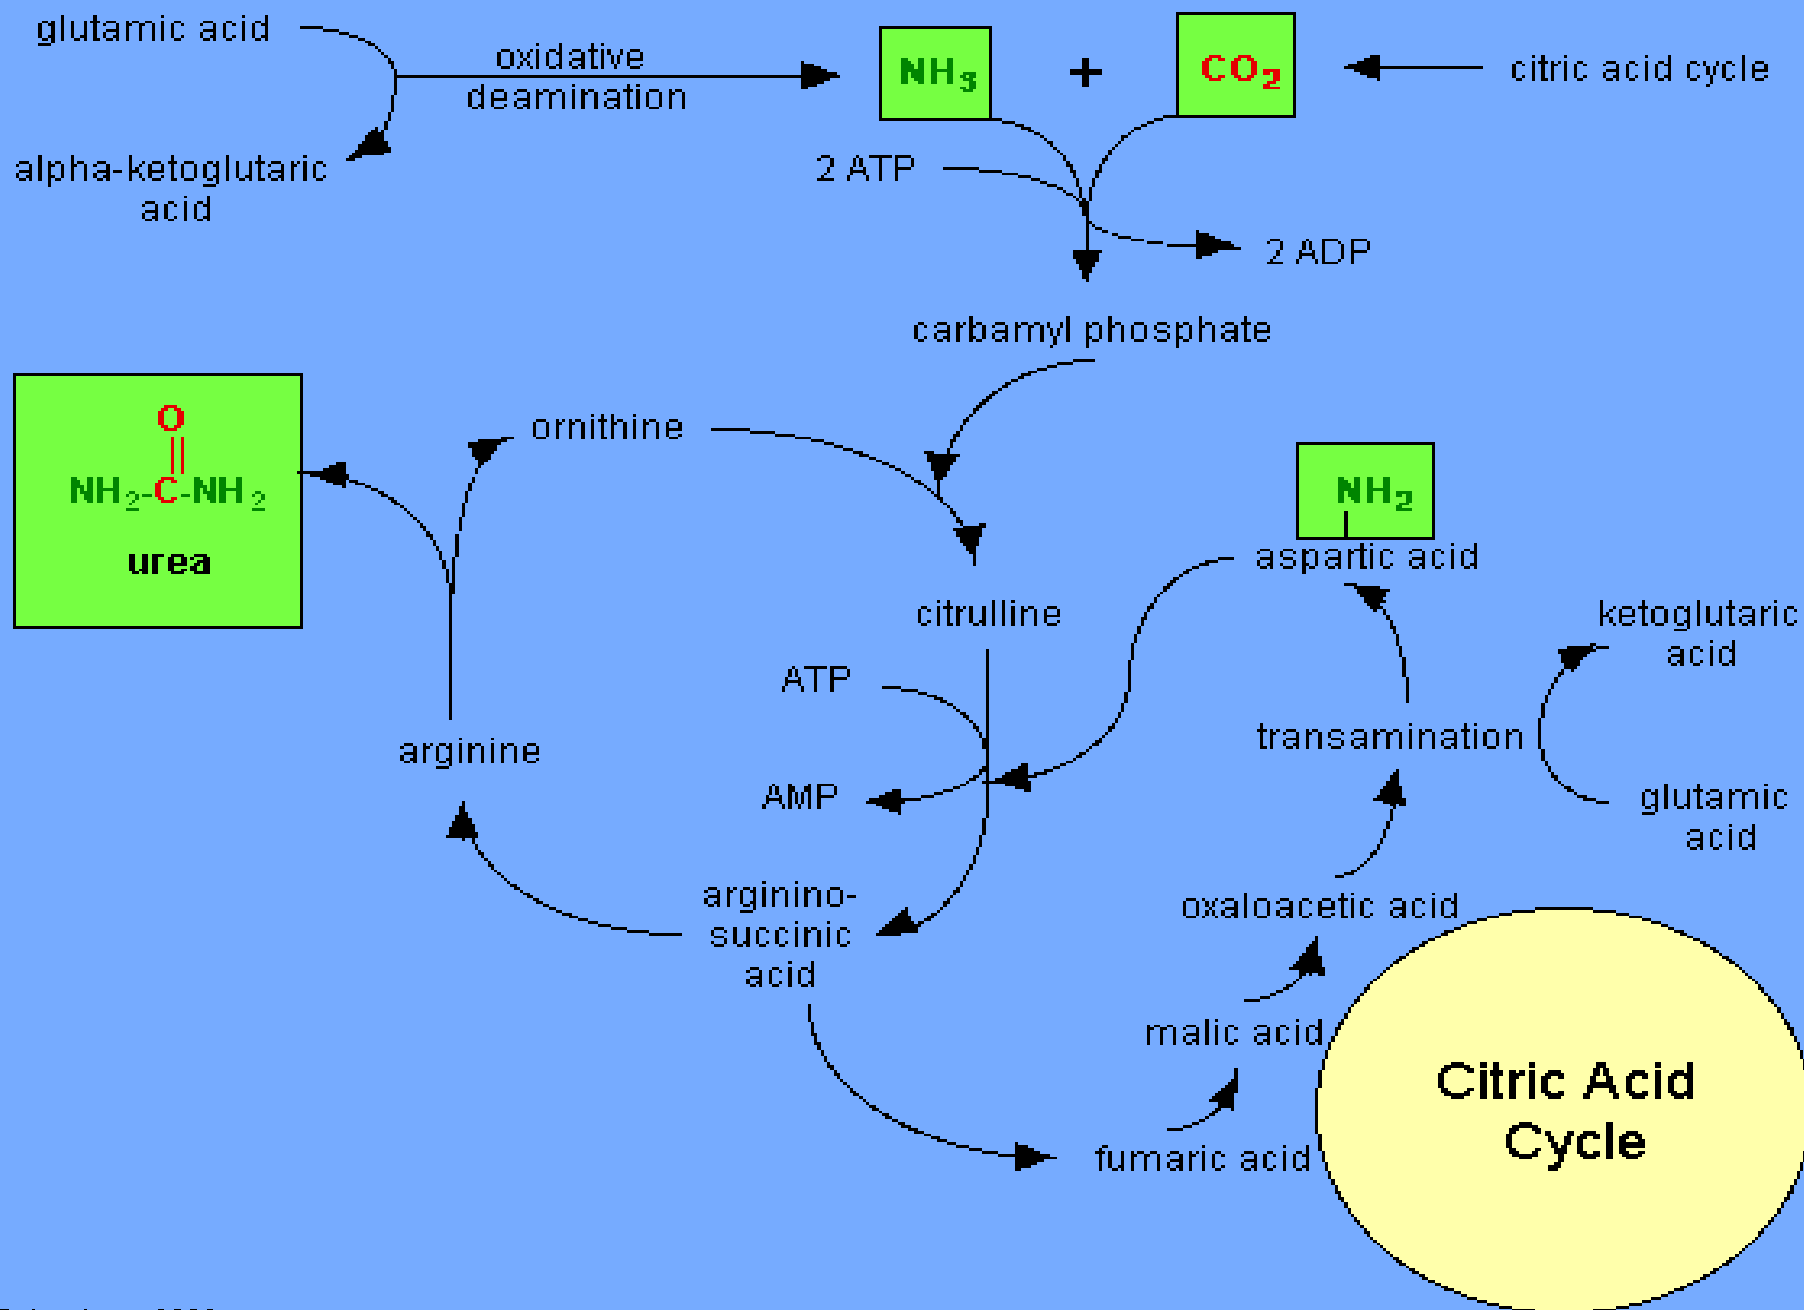 glutamic acid
oxidative
deamination
NH₃ + CO₂
citric acid cycle
alpha-ketoglutaric
acid
2 ATP
2 ADP
carbamyl phosphate
O
NH₂-C-NH₂
urea
ornithine
NH₂
aspartic acid
citrulline
ketoglutaric
acid
ATP
transamination
arginine
AMP
glutamic
acid
arginino-
succinic
acid
oxaloacetic acid
malic acid
Citric Acid
Cycle
fumaric acid